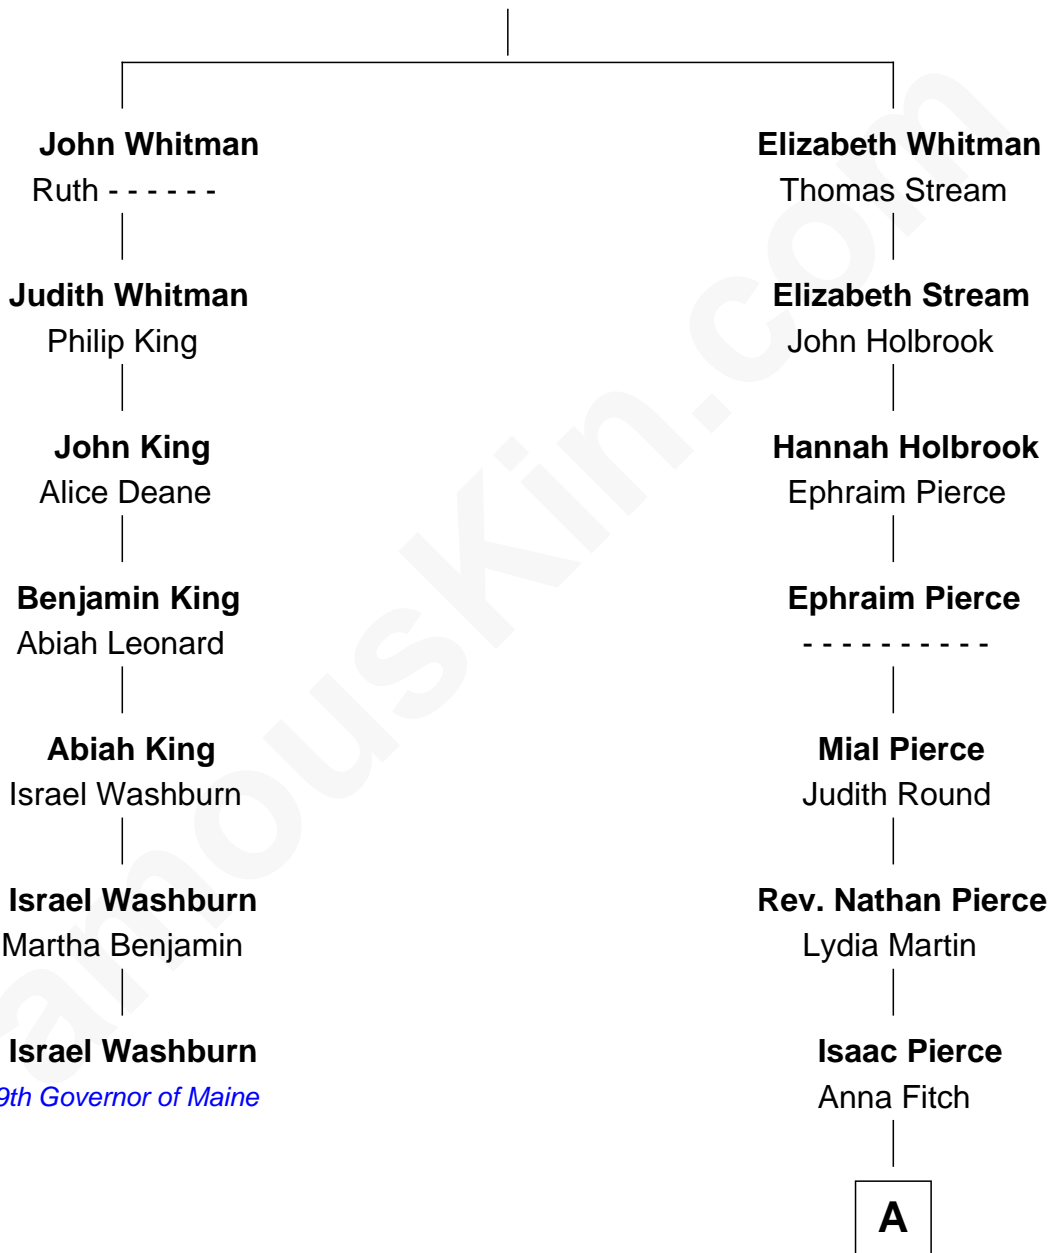 John Whitman
Ruth - - - - - -
Judith Whitman
Philip King
John King
Alice Deane
Benjamin King
Abiah Leonard
Abiah King
Israel Washburn
Israel Washburn
Martha Benjamin
Israel Washburn
9th Governor of Maine
Elizabeth Whitman
Thomas Stream
Elizabeth Stream
John Holbrook
Hannah Holbrook
Ephraim Pierce
Ephraim Pierce
- - - - - - - - - -
Mial Pierce
Judith Round
Rev. Nathan Pierce
Lydia Martin
Isaac Pierce
Anna Fitch
A
amouskin.com